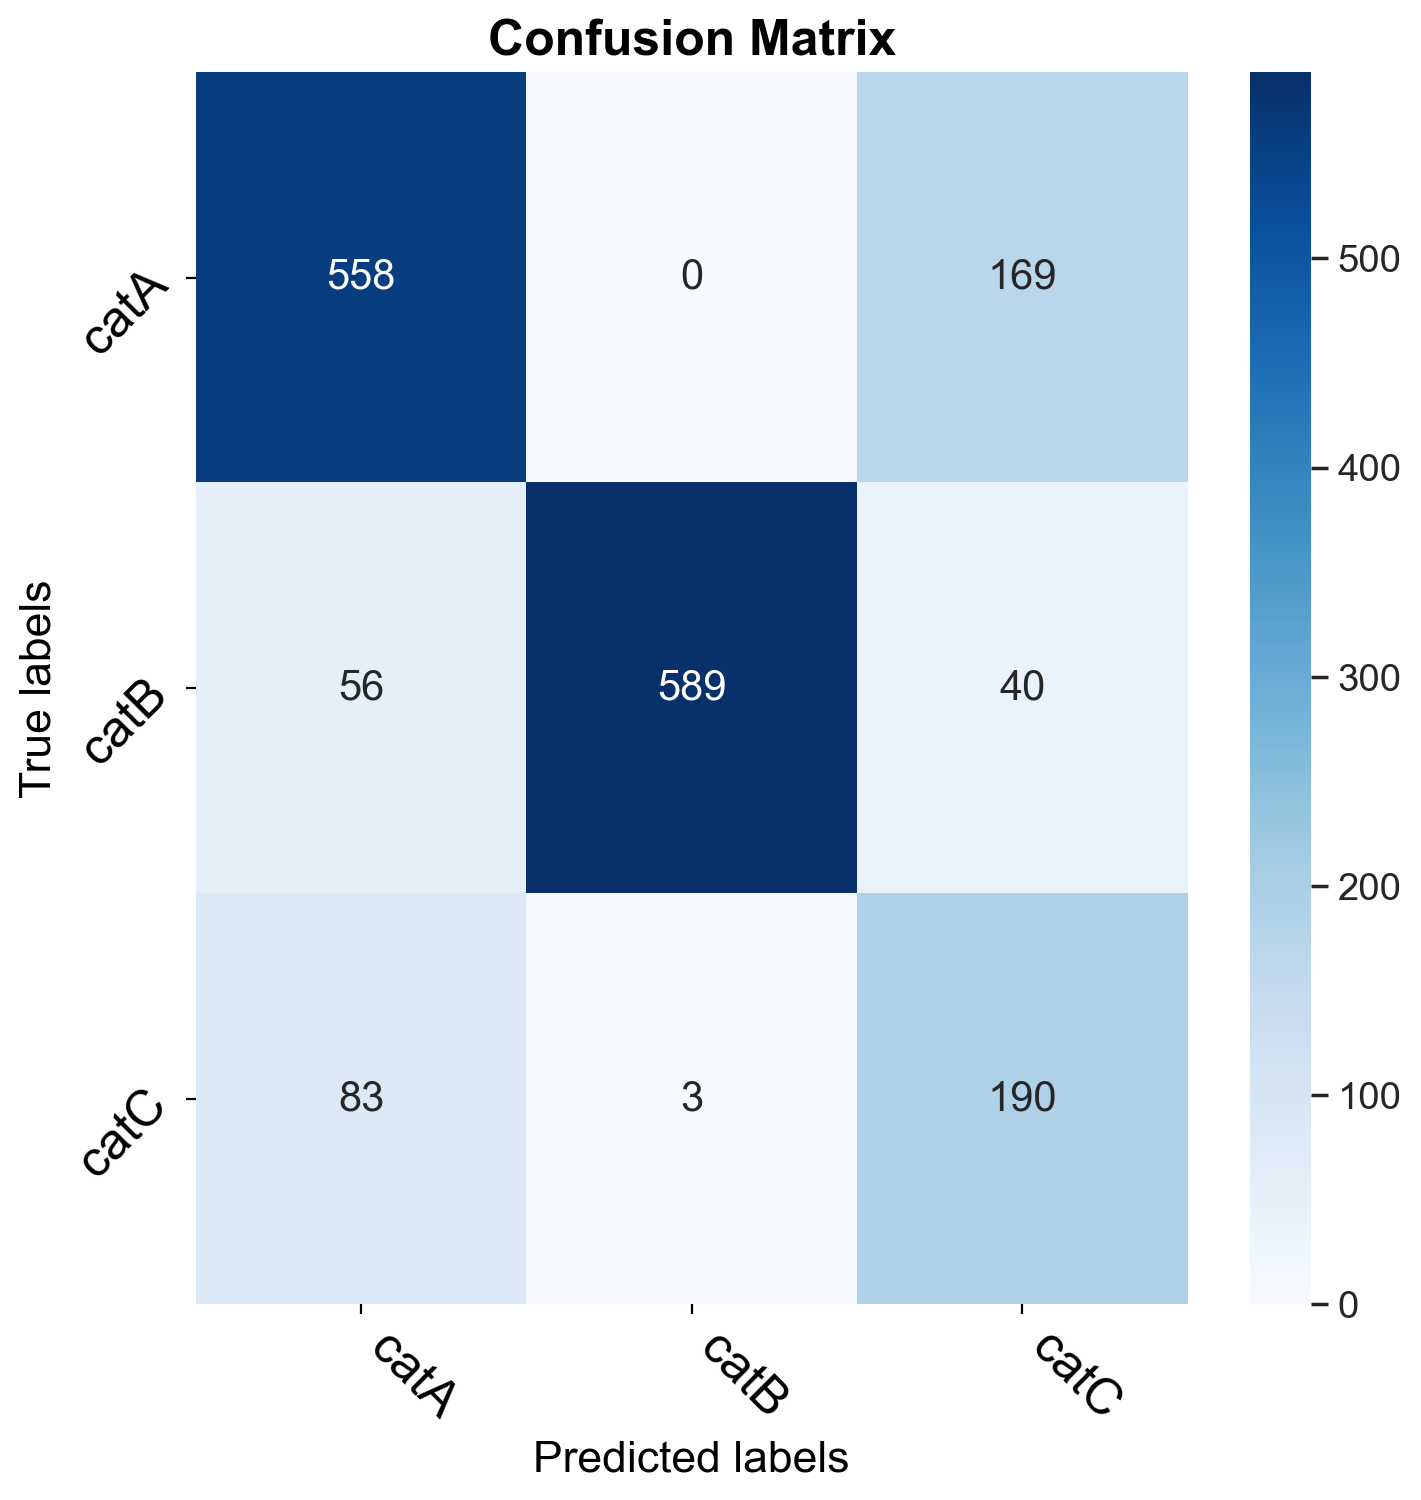 Confusion Matrix
True labels
catA
558 0 169
catB
56 589 40
catC
83 3 190
catA catB catC
Predicted labels
500
400
300
200
100
0